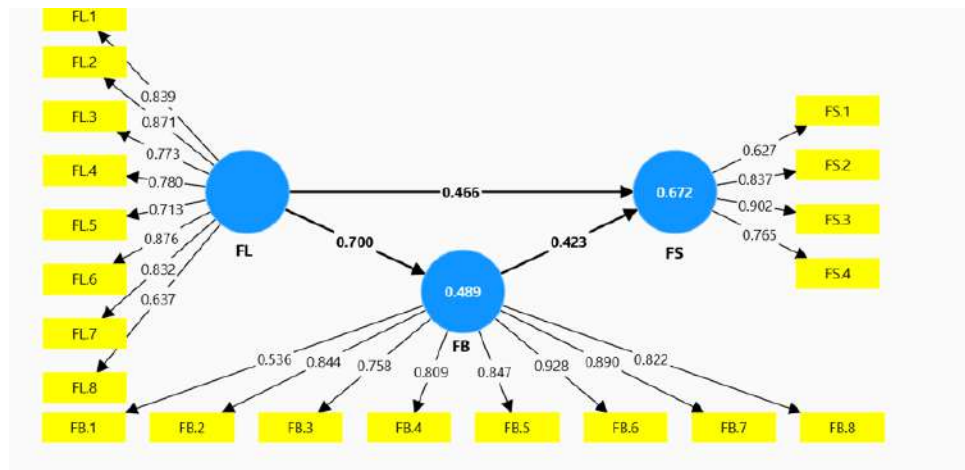 FL.1
FL.2
FL.3
FL.4
FL.5
FL.6
FL.7
FL.8
0.839
0.871
0.773
0.780
0.713
0.876
0.832
0.637
FL
0.466
0.700
0.423
0.489
FB
0.672
FS
0.627
0.837
0.902
0.765
FS.1
FS.2
FS.3
FS.4
0.536
0.844
0.758
0.809
0.847
0.928
0.890
0.822
FB.1
FB.2
FB.3
FB.4
FB.5
FB.6
FB.7
FB.8